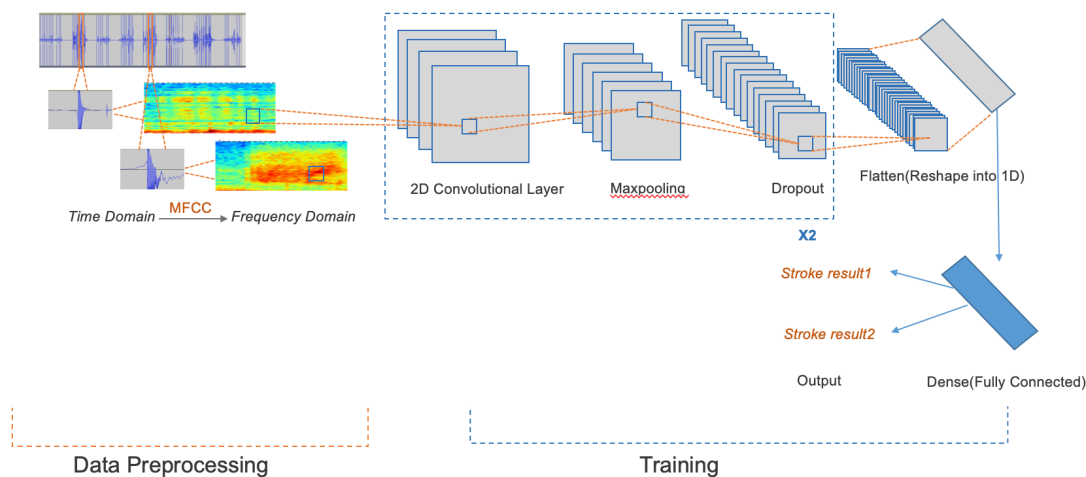 2D Convolutional Layer
Maxpooling
Dropout
Flatten(Reshape into 1D)
MFCC
Time Domain
Frequency Domain
X2
Stroke result1
Stroke result2
Output
Dense(Fully Connected)
Data Preprocessing
Training